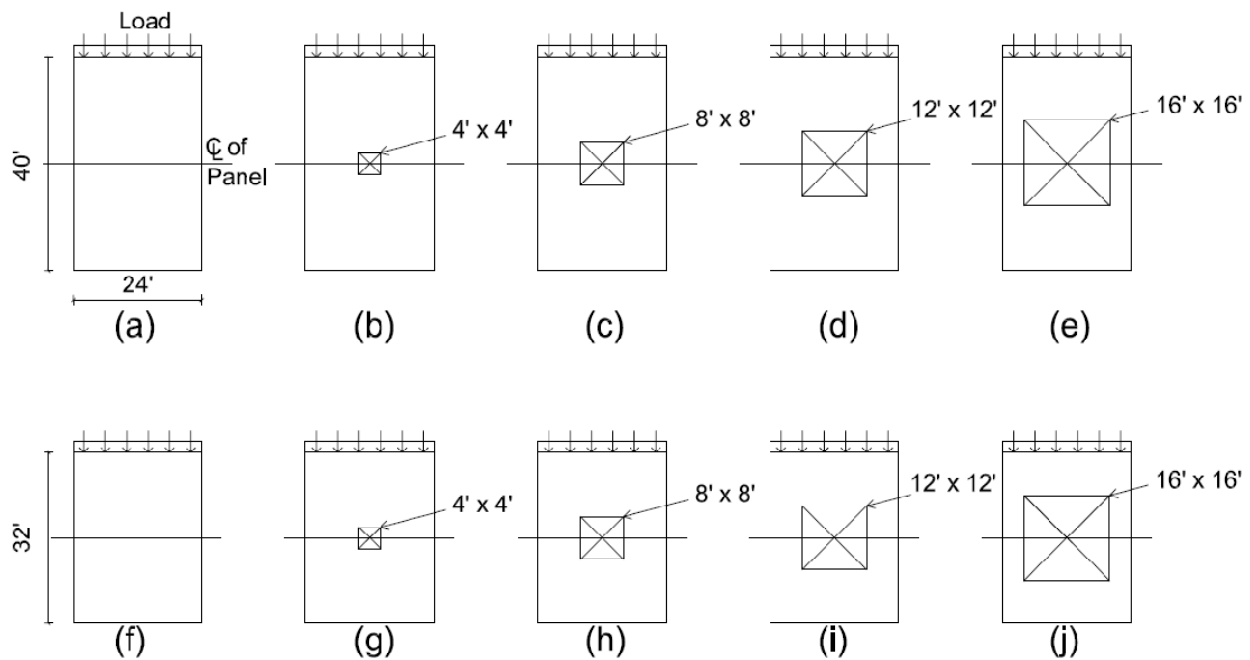 Load
4' x 4'
8' x 8'
12' x 12'
16' x 16'
40'
℄ of
Panel
24'
(a)
(b)
(c)
(d)
(e)
4' x 4'
8' x 8'
12' x 12'
16' x 16'
32'
(f)
(g)
(h)
(i)
(j)